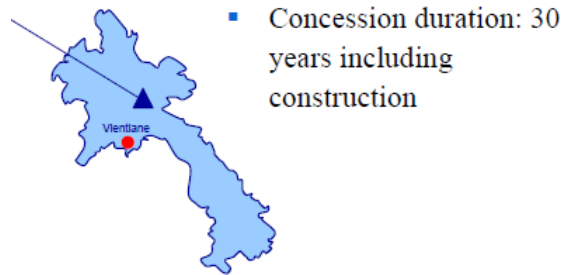 ▪ Concession duration: 30
years including
construction
Vientiane